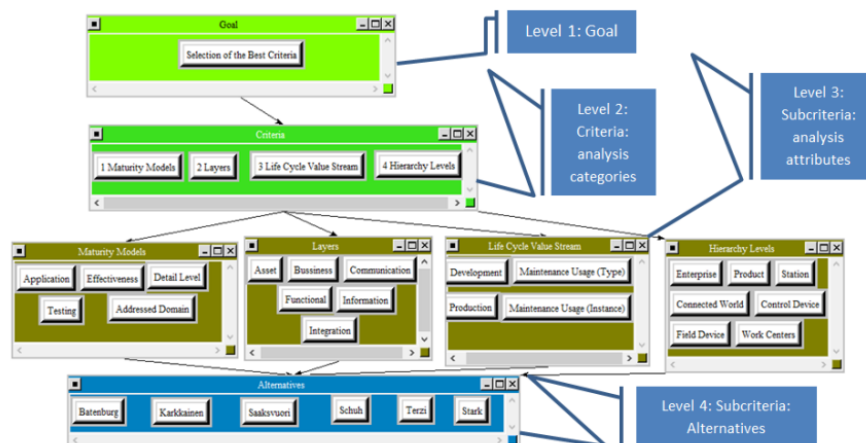 Goal
Selection of the Best Criteria
Level 1: Goal
Criteria
1 Maturity Models
2 Layers
3 Life Cycle Value Stream
4 Hierarchy Levels
Level 2:
Criteria:
analysis
categories
Level 3:
Subcriteria:
analysis
attributes
Maturity Models
Application
Effectiveness
Detail Level
Testing
Addressed Domain
Layers
Asset
Bussiness
Communication
Functional
Information
Integration
Life Cycle Value Stream
Development
Maintenance Usage (Type)
Production
Maintenance Usage (Instance)
Hierarchy Levels
Enterprise
Product
Station
Connected World
Control Device
Field Device
Work Centers
Alternatives
Batenburg
Karkkainen
Saaksvuori
Schuh
Terzi
Stark
Level 4: Subcriteria:
Alternatives